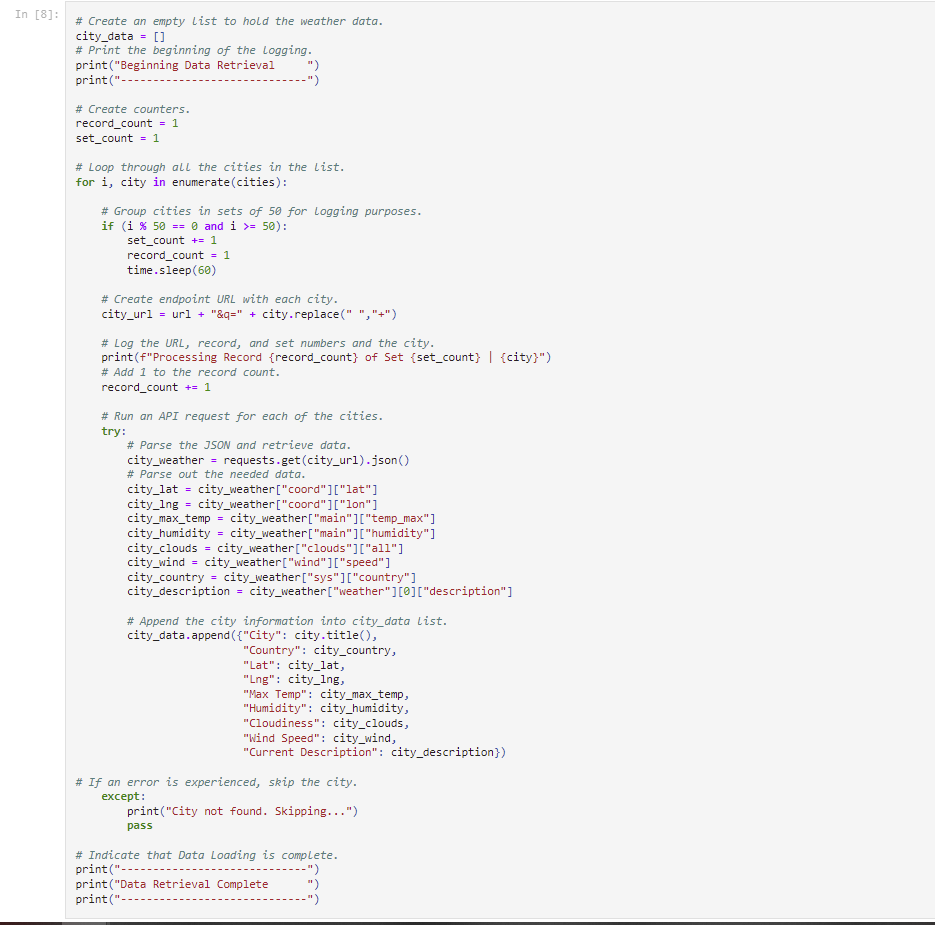 In [8]:
# Create an empty list to hold the weather data.
city_data = []
# Print the beginning of the logging.
print("Beginning Data Retrieval     ")
print("-----------------------------")

# Create counters.
record_count = 1
set_count = 1

# Loop through all the cities in the list.
for i, city in enumerate(cities):

    # Group cities in sets of 50 for logging purposes.
    if (i % 50 == 0 and i >= 50):
        set_count += 1
        record_count = 1
        time.sleep(60)

    # Create endpoint URL with each city.
    city_url = url + "&q=" + city.replace(" ","+")

    # Log the URL, record, and set numbers and the city.
    print(f"Processing Record {record_count} of Set {set_count} | {city}")
    # Add 1 to the record count.
    record_count += 1

    # Run an API request for each of the cities.
    try:
        # Parse the JSON and retrieve data.
        city_weather = requests.get(city_url).json()
        # Parse out the needed data.
        city_lat = city_weather["coord"]["lat"]
        city_lng = city_weather["coord"]["lon"]
        city_max_temp = city_weather["main"]["temp_max"]
        city_humidity = city_weather["main"]["humidity"]
        city_clouds = city_weather["clouds"]["all"]
        city_wind = city_weather["wind"]["speed"]
        city_country = city_weather["sys"]["country"]
        city_description = city_weather["weather"][0]["description"]

        # Append the city information into city_data list.
        city_data.append({"City": city.title(),
                          "Country": city_country,
                          "Lat": city_lat,
                          "Lng": city_lng,
                          "Max Temp": city_max_temp,
                          "Humidity": city_humidity,
                          "Cloudiness": city_clouds,
                          "Wind Speed": city_wind,
                          "Current Description": city_description})

# If an error is experienced, skip the city.
    except:
        print("City not found. Skipping...")
        pass

# Indicate that Data Loading is complete.
print("-----------------------------")
print("Data Retrieval Complete      ")
print("-----------------------------")